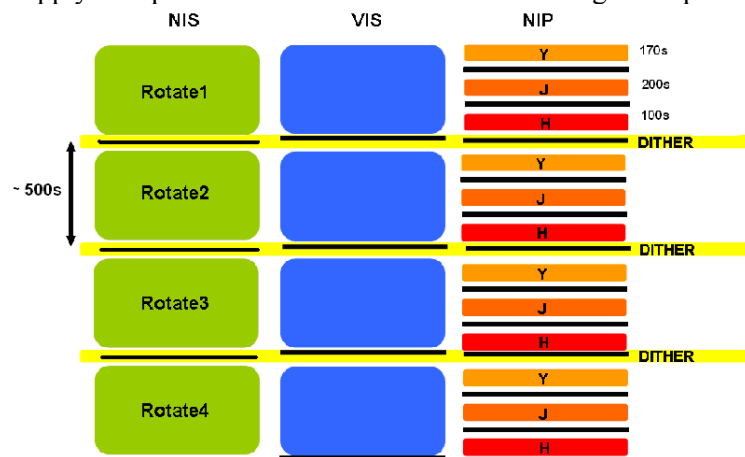 NIS VIS NIP
Y 170s
Rotate1 J 200s
H 100s
DITHER
Y
~ 500s Rotate2 J
H
DITHER
Y
Rotate3 J
H
DITHER
Y
Rotate4 J
H